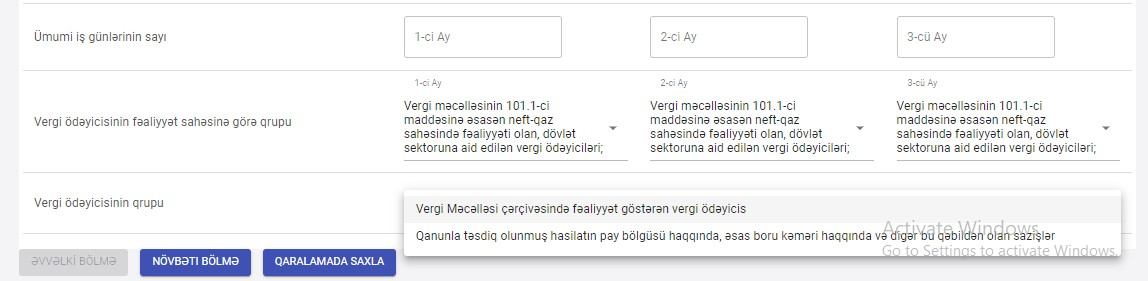 Ümumi iş günlərinin sayı
1-ci Ay
2-ci Ay
3-cü Ay
1-ci Ay
2-ci Ay
3-cü Ay
Vergi ödəyicisinin fəaliyyət sahəsinə görə qrupu
Vergi məcəlləsinin 101.1-ci
maddəsinə əsasən neft-qaz
sahəsində fəaliyyəti olan, dövlət
sektoruna aid edilən vergi ödəyiciləri;
Vergi məcəlləsinin 101.1-ci
maddəsinə əsasən neft-qaz
sahəsində fəaliyyəti olan, dövlət
sektoruna aid edilən vergi ödəyiciləri;
Vergi məcəlləsinin 101.1-ci
maddəsinə əsasən neft-qaz
sahəsində fəaliyyəti olan, dövlət
sektoruna aid edilən vergi ödəyiciləri;
Vergi ödəyicisinin qrupu
Vergi Məcəlləsi çərçivəsində fəaliyyət göstərən vergi ödəyicis
Qanunla təsdiq olunmuş hasilatın pay bölgüsü haqqında, əsas boru kəməri haqqında və digər bu qəbildən olan sazişlər
Activate Windows
Go to Settings to activate Windows.
ƏVVƏLKİ BÖLMƏ
NÖVBƏTİ BÖLMƏ
QARALAMADA SAXLA